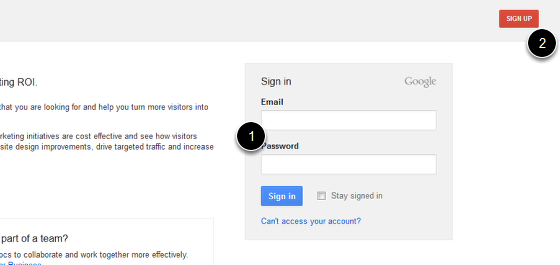 SIGN UP
2
ting ROI.
that you are looking for and help you turn more visitors into
rketing initiatives are cost effective and see how visitors
site design improvements, drive targeted traffic and increase
Sign in Google
Email
1
Password
Sign in Stay signed in
Can't access your account?
part of a team?
ocs to collaborate and work together more effectively.